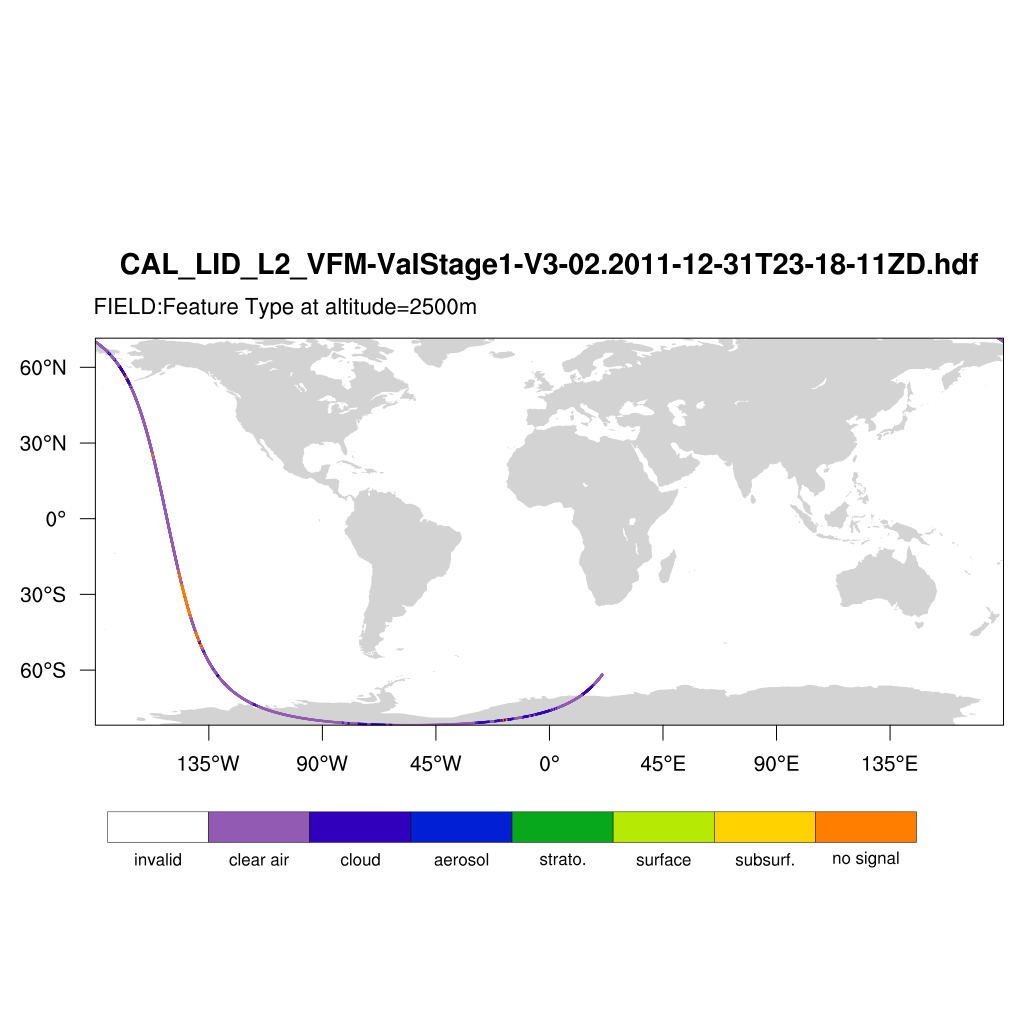 CAL_LID_L2_VFM-ValStage1-V3-02.2011-12-31T23-18-11ZD.hdf
FIELD:Feature Type at altitude=2500m
60°N
30°N
0°
30°S
60°S
135°W 90°W 45°W 0° 45°E 90°E 135°E
invalid clear air cloud aerosol strato. surface subsurf. no signal